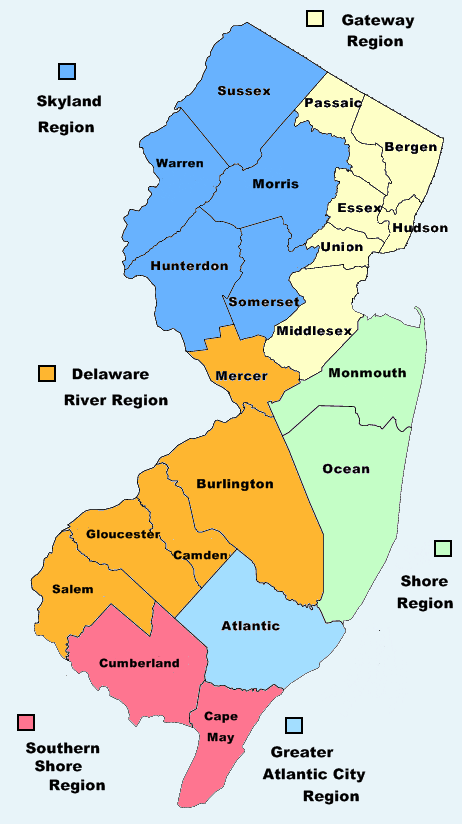 Gateway
Region
Skyland
Region
Sussex
Passaic
Bergen
Warren
Morris
Essex
Hudson
Union
Hunterdon
Somerset
Middlesex
Delaware
River Region
Mercer
Monmouth
Ocean
Burlington
Gloucester
Camden
Salem
Shore
Region
Atlantic
Cumberland
Cape
May
Southern
Shore
Region
Greater
Atlantic City
Region